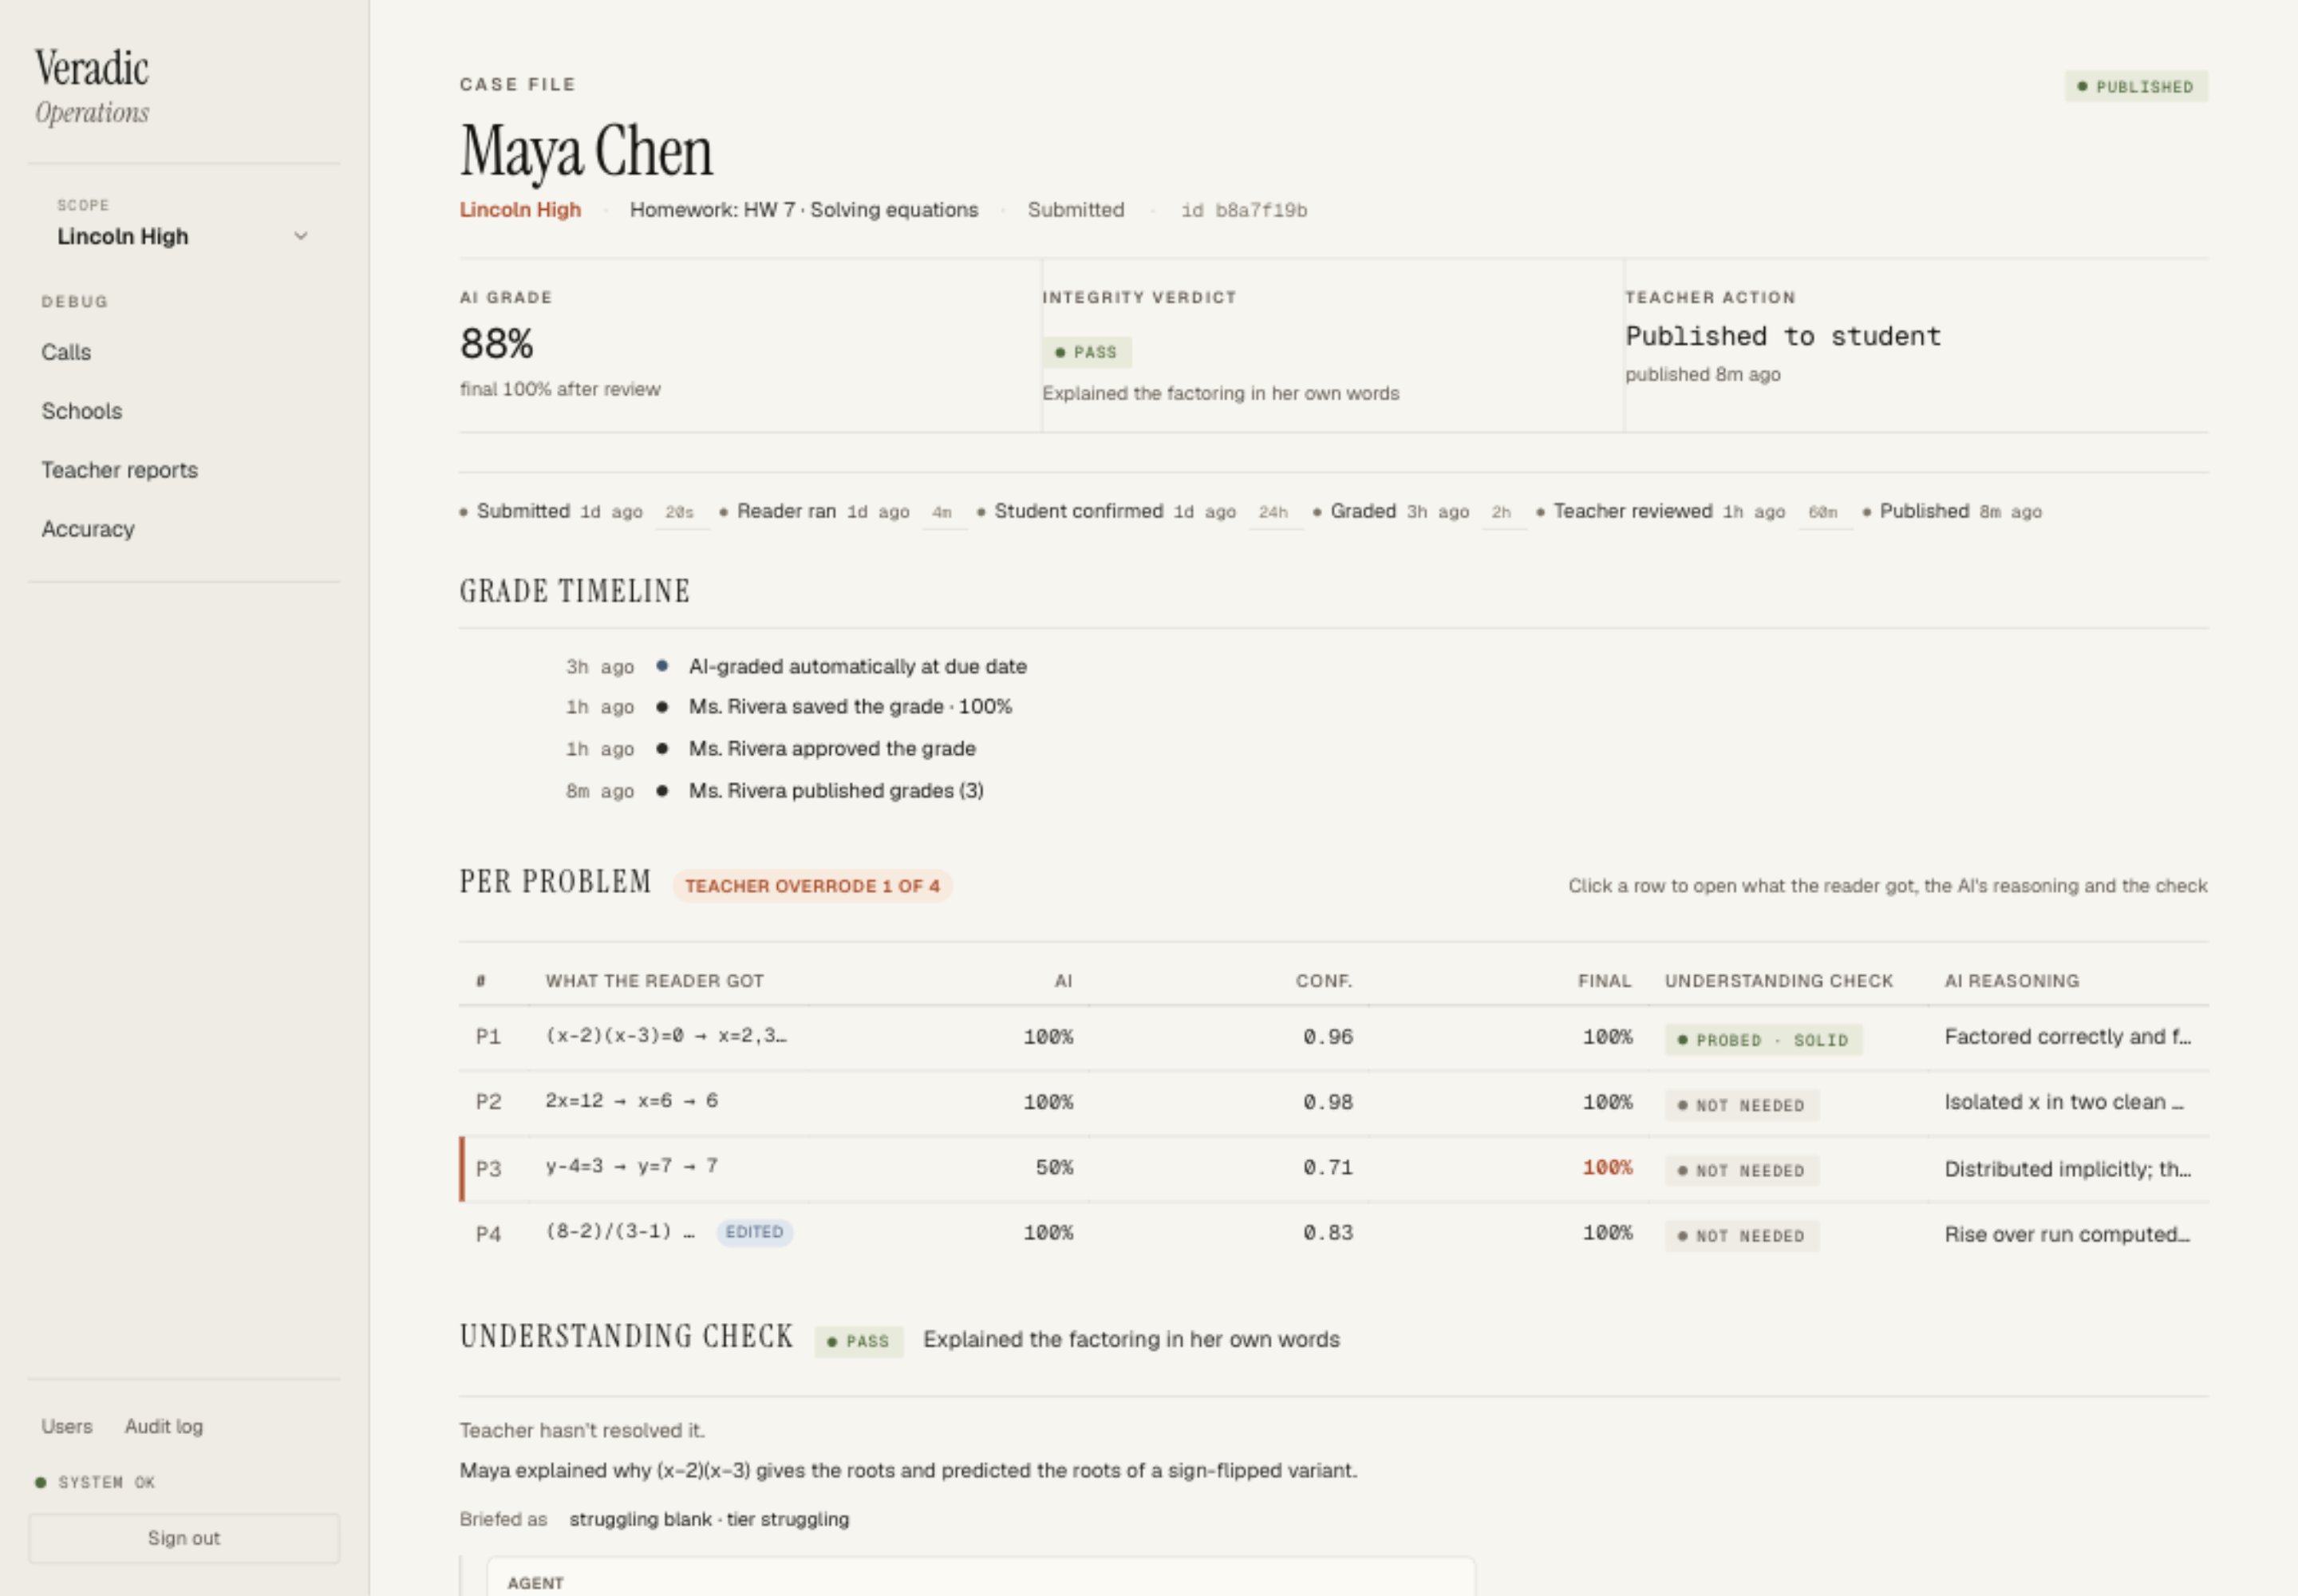 Veradic
Operations
SCOPE
Lincoln High
DEBUG
Calls
Schools
Teacher reports
Accuracy
Users Audit log
SYSTEM OK
Sign out
CASE FILE
PUBLISHED
Maya Chen
Lincoln High · Homework: HW 7 · Solving equations · Submitted · id b8a7f19b
AI GRADE
88%
final 100% after review
INTEGRITY VERDICT
PASS
Explained the factoring in her own words
TEACHER ACTION
Published to student
published 8m ago
Submitted 1d ago 20s Reader ran 1d ago 4m Student confirmed 1d ago 24h Graded 3h ago 2h Teacher reviewed 1h ago 60m Published 8m ago
GRADE TIMELINE
3h ago AI-graded automatically at due date
1h ago Ms. Rivera saved the grade · 100%
1h ago Ms. Rivera approved the grade
8m ago Ms. Rivera published grades (3)
PER PROBLEM TEACHER OVERRODE 1 OF 4 Click a row to open what the reader got, the AI's reasoning and the check
# WHAT THE READER GOT AI CONF. FINAL UNDERSTANDING CHECK AI REASONING
P1 (x-2)(x-3)=0 → x=2,3… 100% 0.96 100% PROBED · SOLID Factored correctly and f…
P2 2x=12 → x=6 → 6 100% 0.98 100% NOT NEEDED Isolated x in two clean …
P3 y-4=3 → y=7 → 7 50% 0.71 100% NOT NEEDED Distributed implicitly; th…
P4 (8-2)/(3-1) … EDITED 100% 0.83 100% NOT NEEDED Rise over run computed…
UNDERSTANDING CHECK PASS Explained the factoring in her own words
Teacher hasn't resolved it.
Maya explained why (x−2)(x−3) gives the roots and predicted the roots of a sign-flipped variant.
Briefed as struggling blank · tier struggling
AGENT